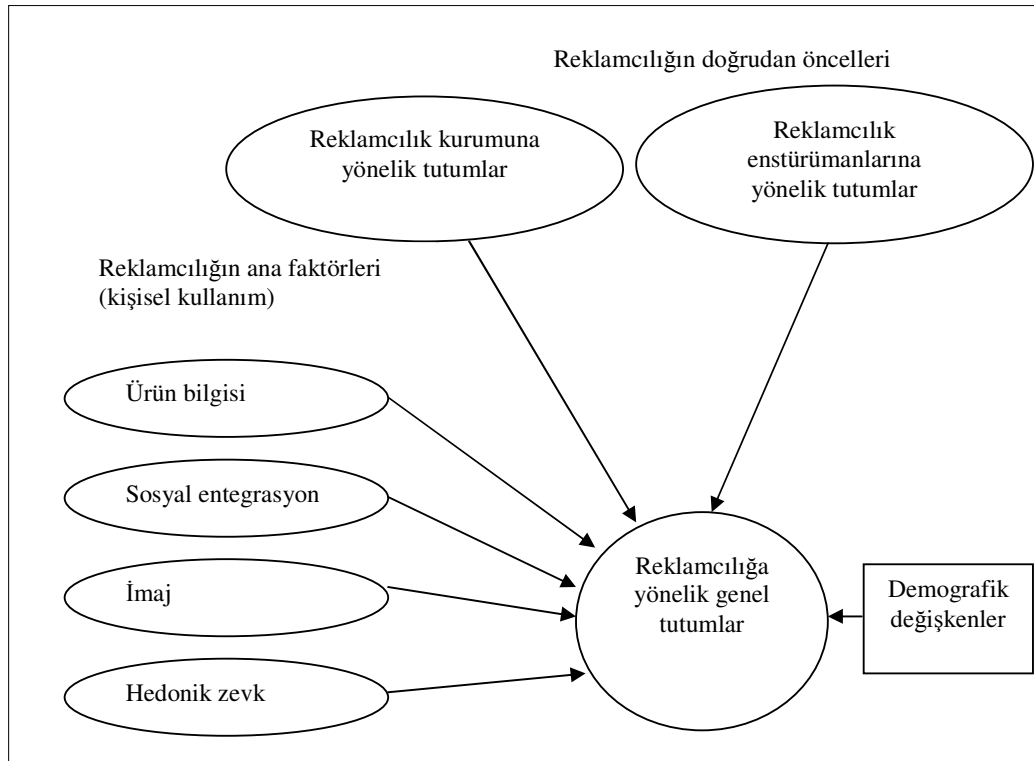 Reklamcılığın doğrudan öncelleri
Reklamcılık kurumuna
yönelik tutumlar
Reklamcılık
enstürümanlarına
yönelik tutumlar
Reklamcılığın ana faktörleri
(kişisel kullanım)
Ürün bilgisi
Sosyal entegrasyon
İmaj
Hedonik zevk
Reklamcılığa
yönelik genel
tutumlar
Demografik
değişkenler